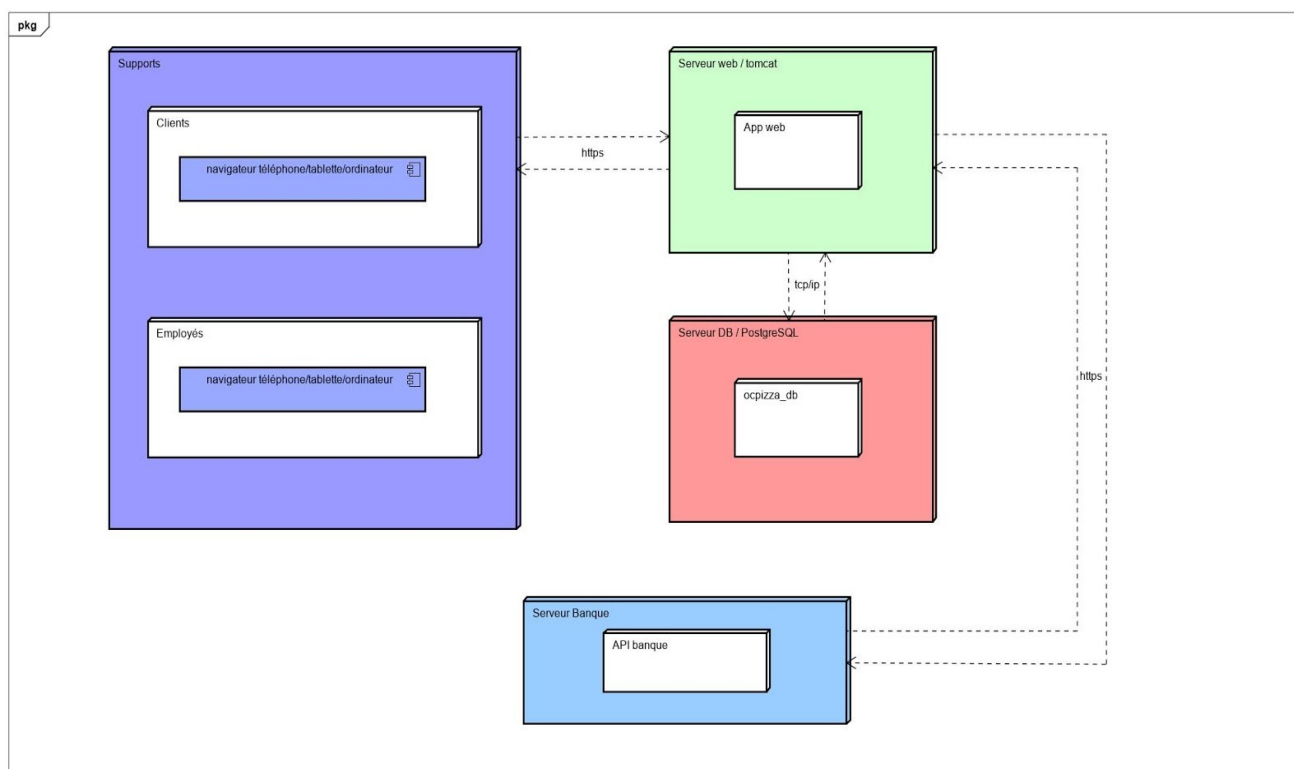 pkg
Supports
Clients
navigateur téléphone/tablette/ordinateur
Employés
navigateur téléphone/tablette/ordinateur
https
Serveur web / tomcat
App web
tcp/ip
Serveur DB / PostgreSQL
ocpizza_db
https
Serveur Banque
API banque